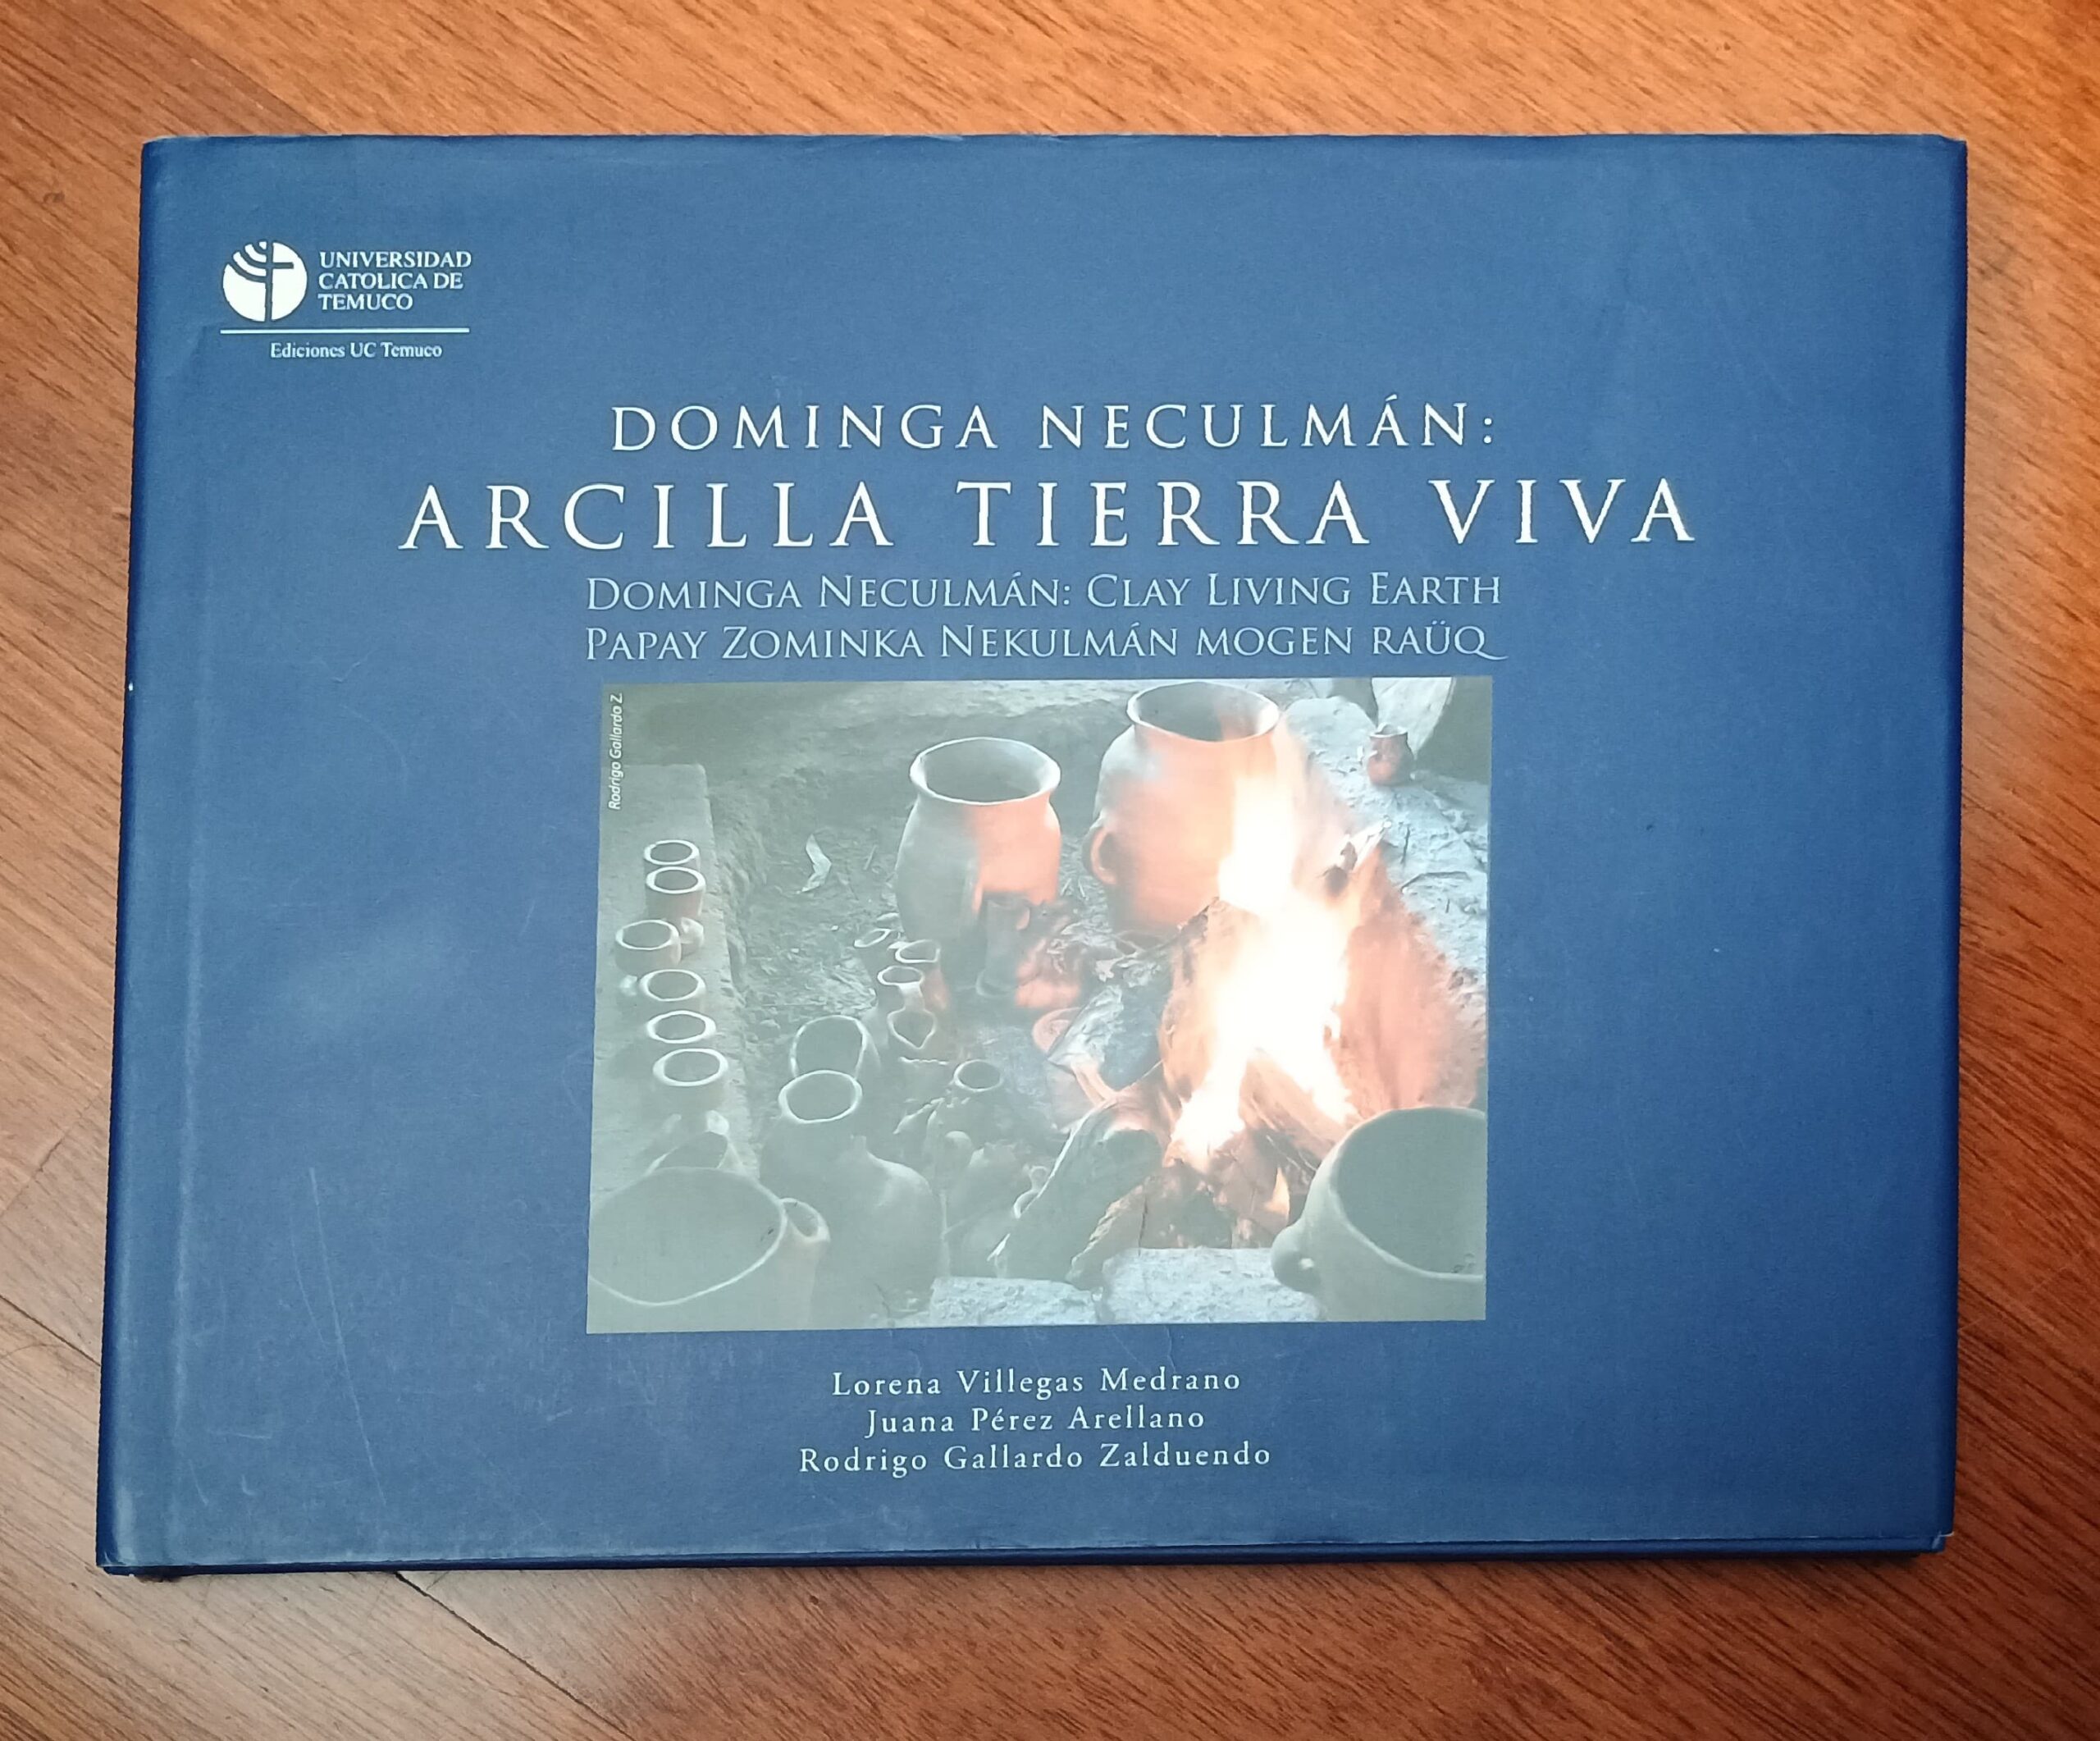 UNIVERSIDAD
CATOLICA DE
TEMUCO
Ediciones UC Temuco
DOMINGA NECULMÁN:
ARCILLA TIERRA VIVA
DOMINGA NECULMÁN: CLAY LIVING EARTH
PAPAY ZOMINKA NEKULMÁN MOGEN RAÜQ
Rodrigo Gallardo Z.
Lorena Villegas Medrano
Juana Pérez Arellano
Rodrigo Gallardo Zalduendo